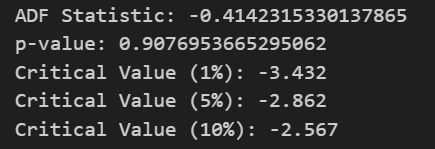 ADF Statistic: -0.4142315330137865
p-value: 0.9076953665295062
Critical Value (1%): -3.432
Critical Value (5%): -2.862
Critical Value (10%): -2.567